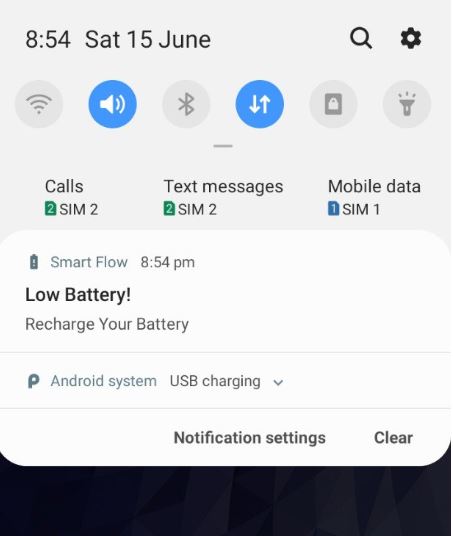 8:54 Sat 15 June
Calls Text messages Mobile data
2 SIM 2 2 SIM 2 1 SIM 1
Smart Flow 8:54 pm
Low Battery!
Recharge Your Battery
Android system USB charging
Notification settings Clear